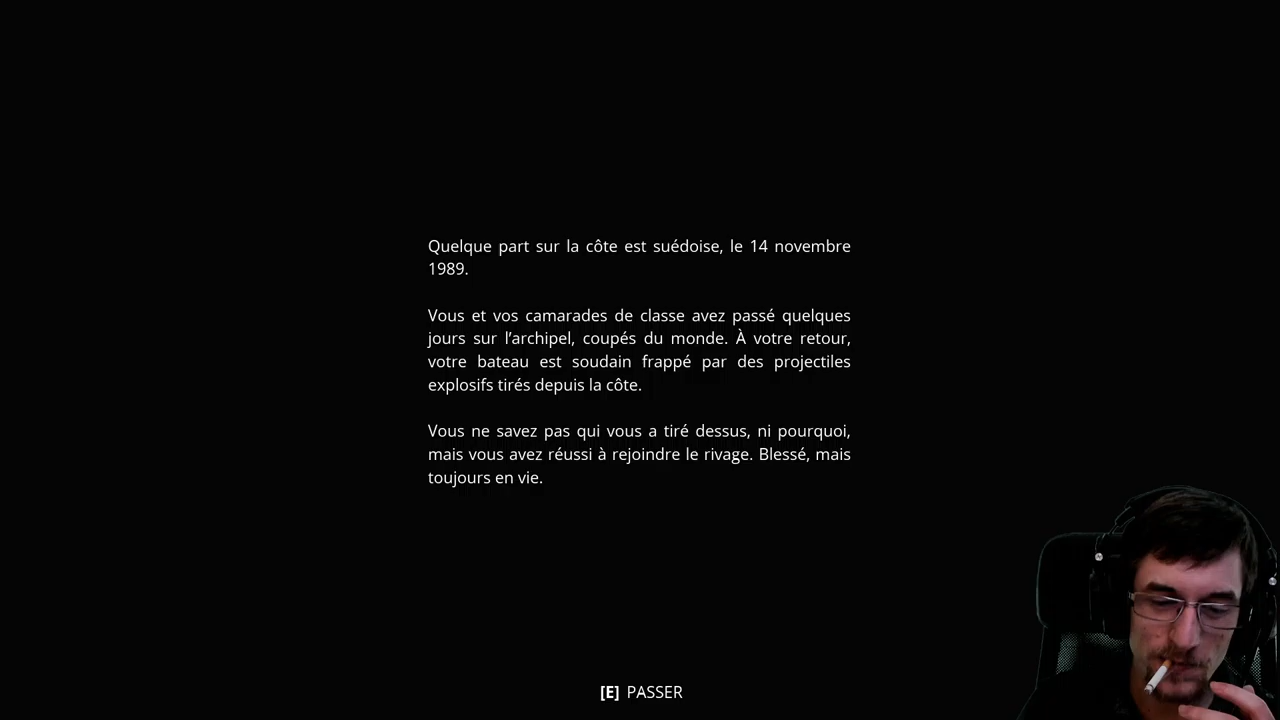 Quelque part sur la côte est suédoise, le 14 novembre
1989.
Vous et vos camarades de classe avez passé quelques
jours sur l’archipel, coupés du monde. À votre retour,
votre bateau est soudain frappé par des projectiles
explosifs tirés depuis la côte.
Vous ne savez pas qui vous a tiré dessus, ni pourquoi,
mais vous avez réussi à rejoindre le rivage. Blessé, mais
toujours en vie.
[E] PASSER